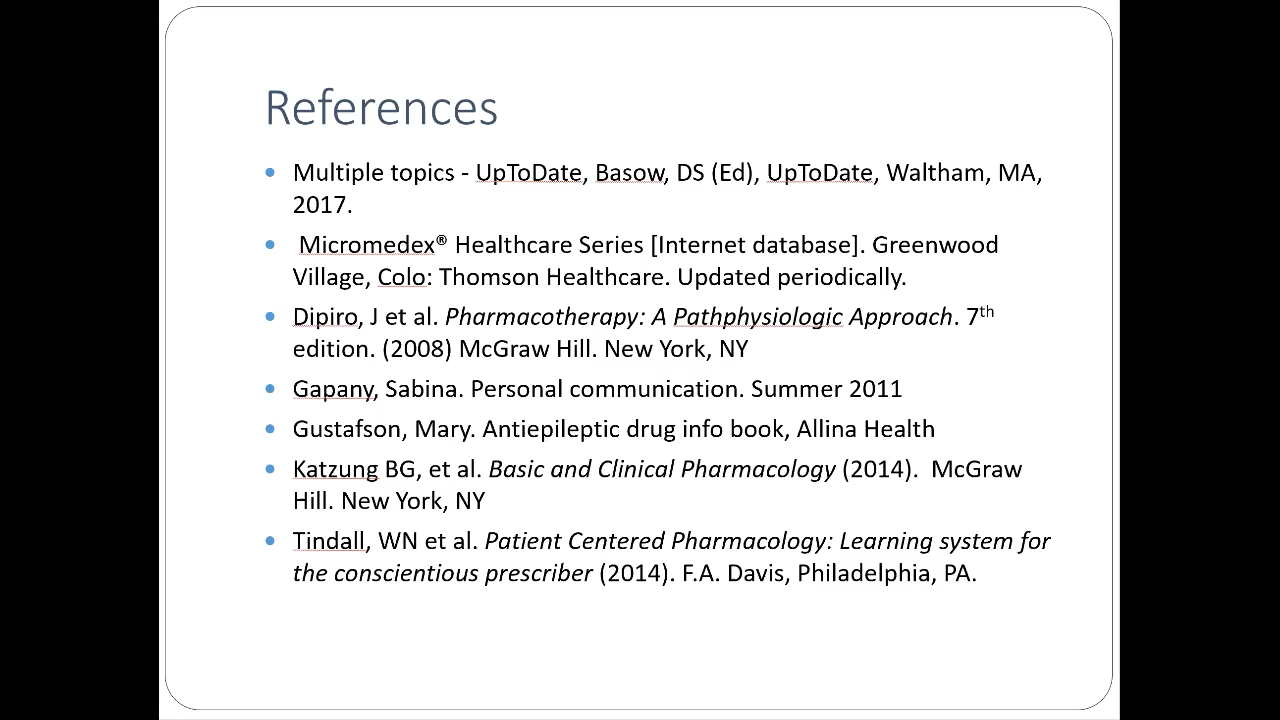 References
• Multiple topics - UpToDate, Basow, DS (Ed), UpToDate, Waltham, MA,
2017.
• Micromedex® Healthcare Series [Internet database]. Greenwood
Village, Colo: Thomson Healthcare. Updated periodically.
• Dipiro, J et al. Pharmacotherapy: A Pathphysiologic Approach. 7th
edition. (2008) McGraw Hill. New York, NY
• Gapany, Sabina. Personal communication. Summer 2011
• Gustafson, Mary. Antiepileptic drug info book, Allina Health
• Katzung BG, et al. Basic and Clinical Pharmacology (2014).  McGraw
Hill. New York, NY
• Tindall, WN et al. Patient Centered Pharmacology: Learning system for
the conscientious prescriber (2014). F.A. Davis, Philadelphia, PA.